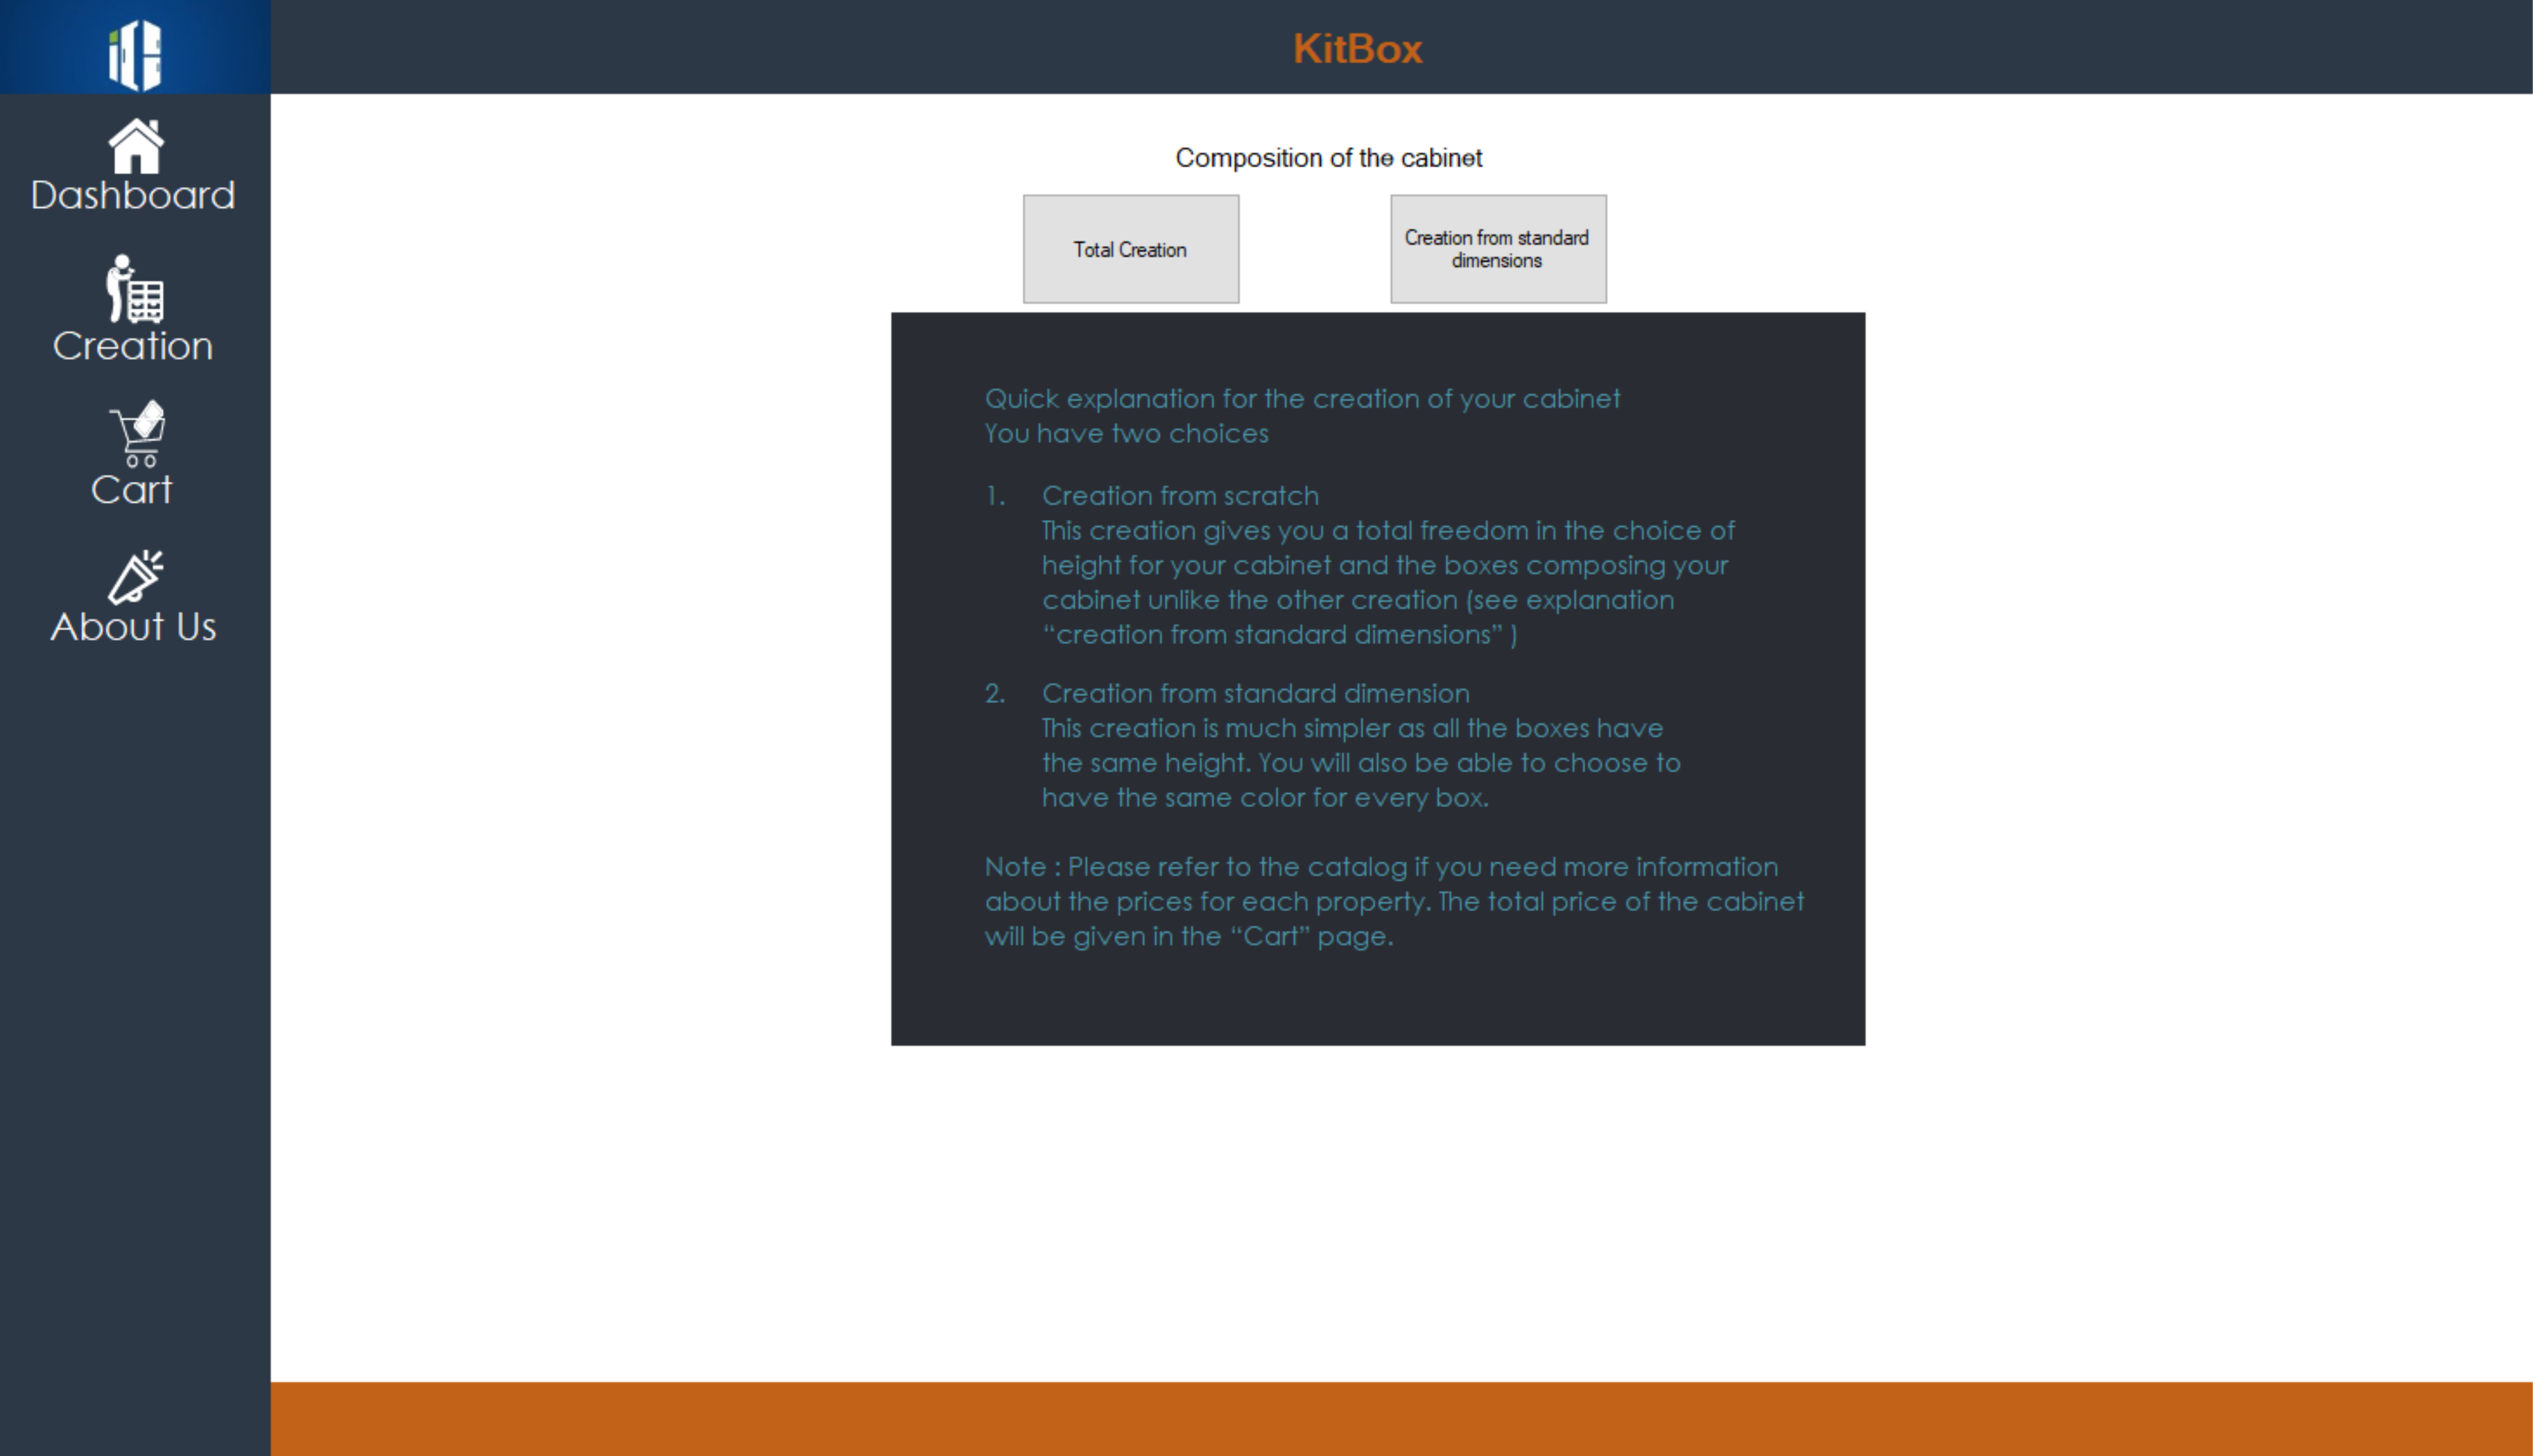 KitBox
Dashboard
Creation
Cart
About Us
Composition of the cabinet
Total Creation
Creation from standard
dimensions
Quick explanation for the creation of your cabinet
You have two choices
1. Creation from scratch
This creation gives you a total freedom in the choice of
height for your cabinet and the boxes composing your
cabinet unlike the other creation (see explanation
“creation from standard dimensions” )
2. Creation from standard dimension
This creation is much simpler as all the boxes have
the same height. You will also be able to choose to
have the same color for every box.
Note : Please refer to the catalog if you need more information
about the prices for each property. The total price of the cabinet
will be given in the “Cart” page.